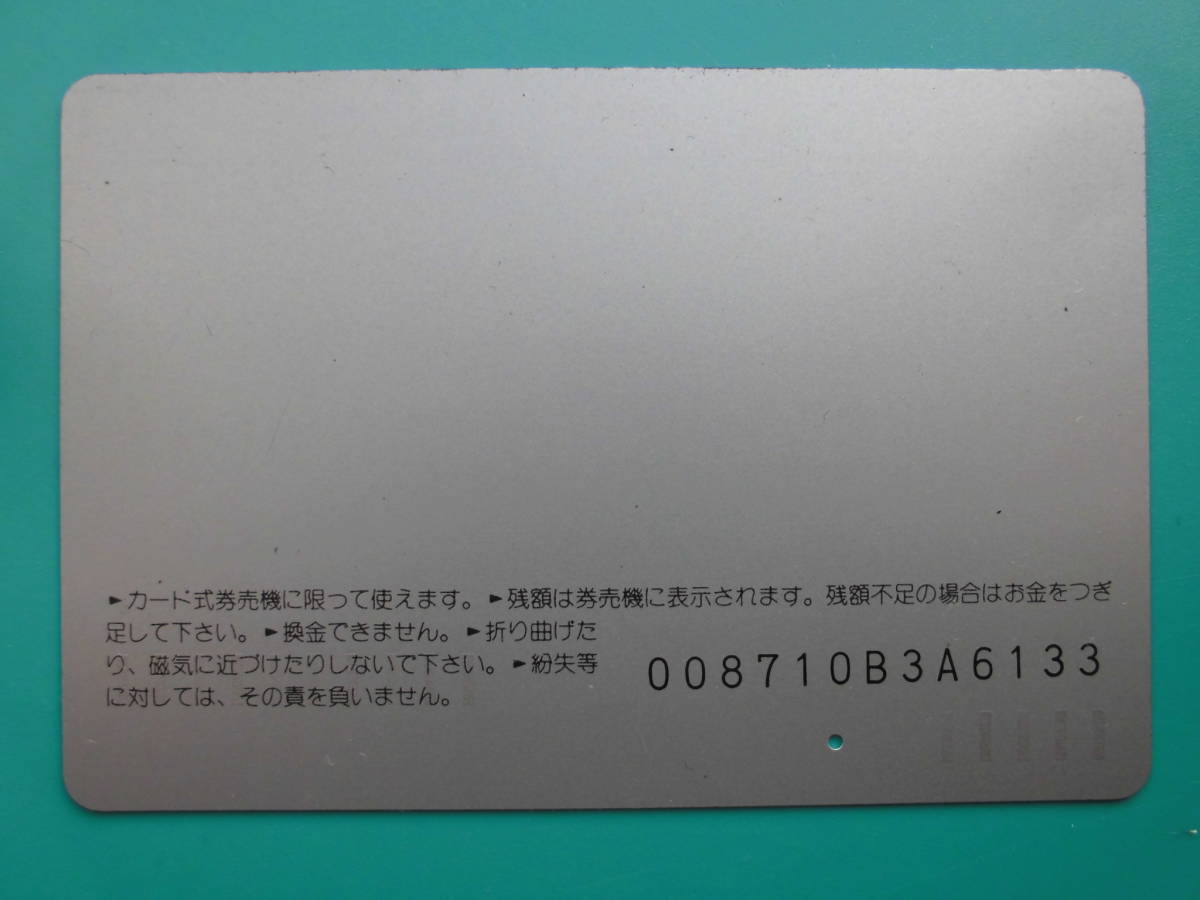 ►カード式券売機に限って使えます。►残額は券売機に表示されます。残額不足の場合はお金をつぎ
足して下さい。►換金できません。►折り曲げた
り、磁気に近づけたりしないで下さい。►紛失等
に対しては、その責を負いません。
008710B3A6133